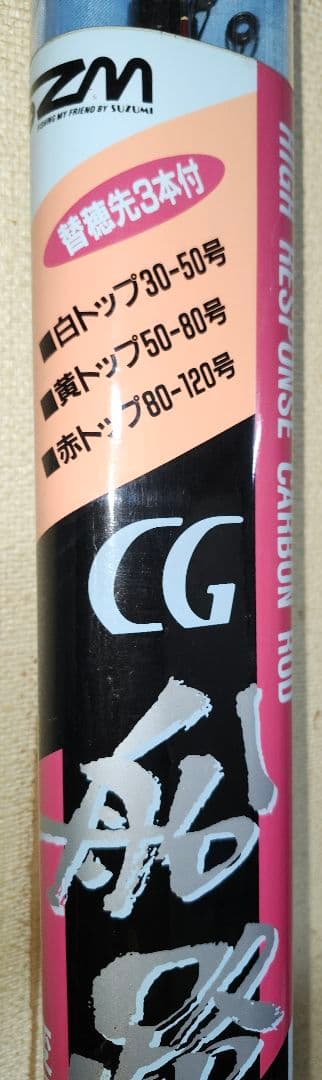 SZM
FISHING MY FRIEND BY SUZUMI
替穂先3本付
■白トップ30-50号
■黄トップ50-80号
■赤トップ80-120号
HIGH RESPONSE CARBON ROD
CG
船
路